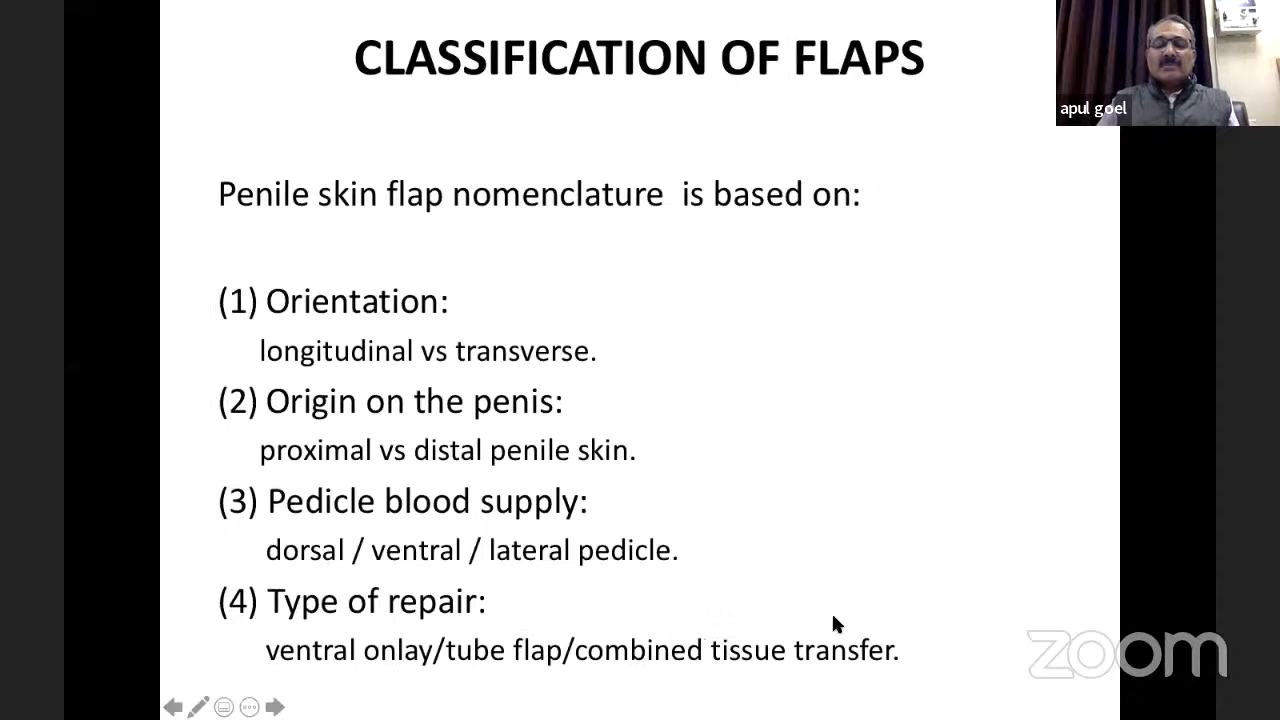 CLASSIFICATION OF FLAPS
apul goel
Penile skin flap nomenclature is based on:
(1) Orientation:
longitudinal vs transverse.
(2) Origin on the penis:
proximal vs distal penile skin.
(3) Pedicle blood supply:
dorsal / ventral / lateral pedicle.
(4) Type of repair:
ventral onlay/tube flap/combined tissue transfer.
zoom